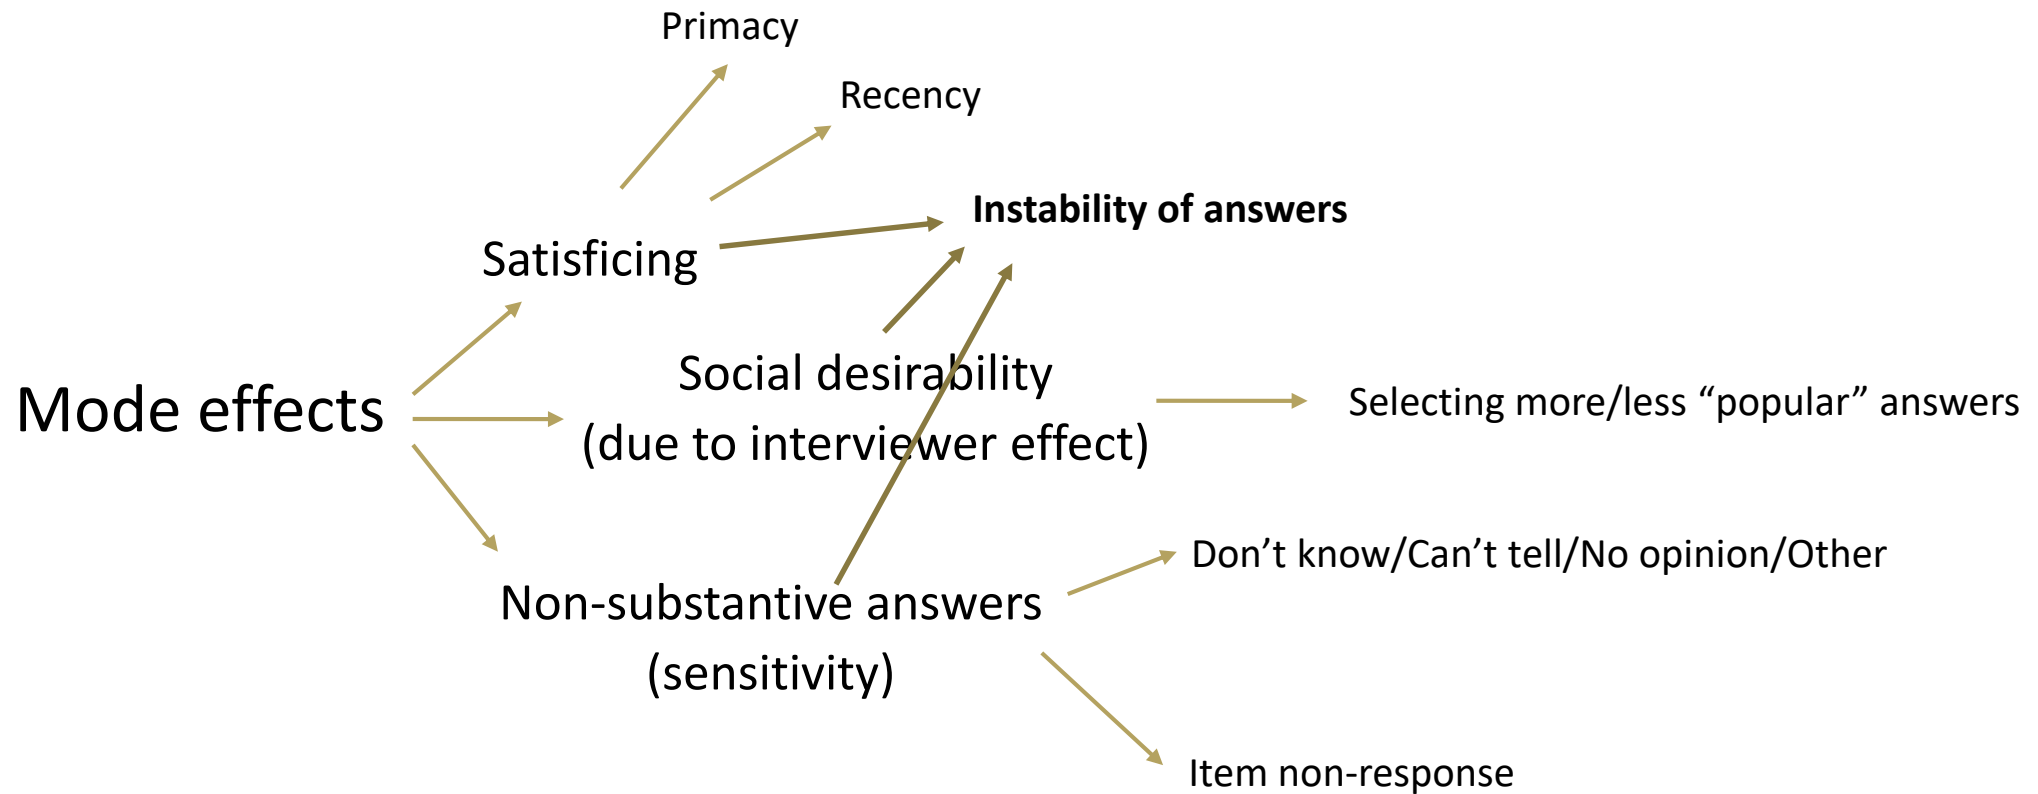 Primacy
Recency
Instability of answers
Satisficing
Social desirability
(due to interviewer effect)
Mode effects
Selecting more/less “popular” answers
Don’t know/Can’t tell/No opinion/Other
Non-substantive answers
(sensitivity)
Item non-response